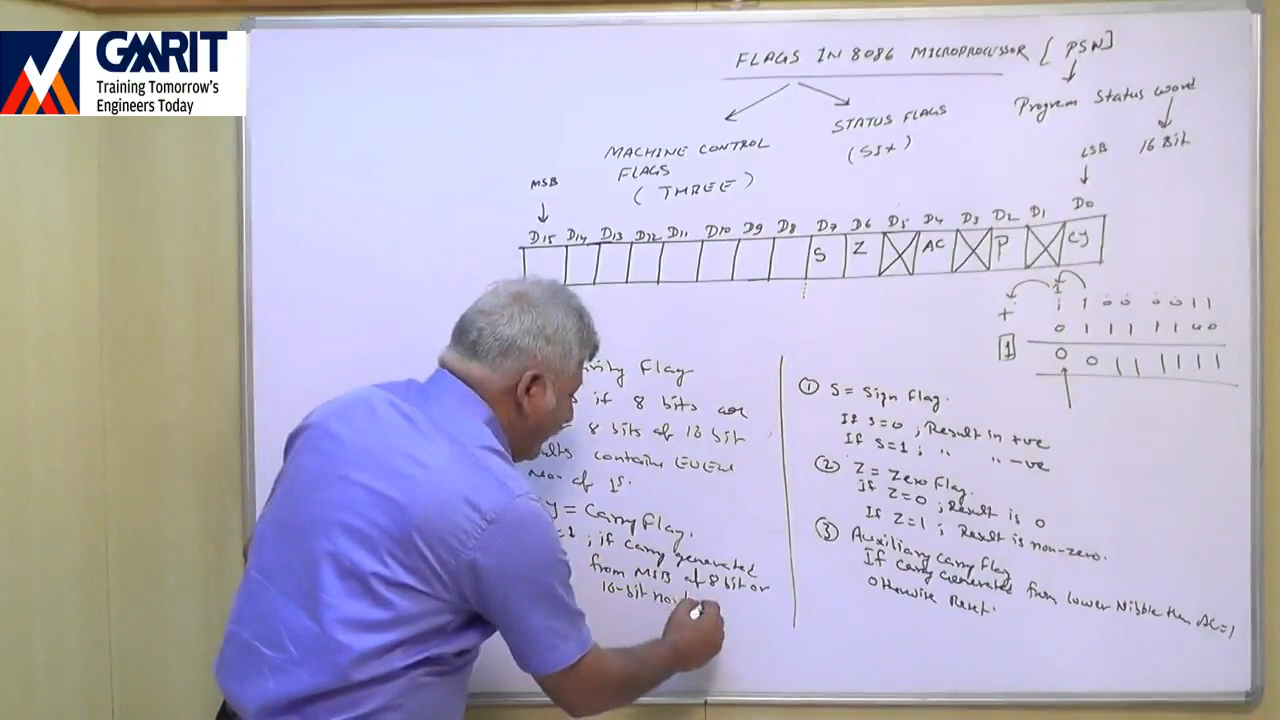 GMRIT
Training Tomorrow's
Engineers Today
FLAGS IN 8086 MICROPROCESSOR [ PSW]
Program Status word
16 Bit
MACHINE CONTROL
FLAGS
( THREE )
STATUS FLAGS
(SIX)
MSB
LSB
D15 D14 D13 D12 D11 D10 D9 D8 D7 D6 D5 D4 D3 D2 D1 D0
S Z AC P CY
1
1 1 0 0 0 0 1 1
+
0 1 1 1 1 1 0 0
1 0 0 1 1 1 1 1 1
Flag
if 8 bits
8 bits of 16 bit
contain EVEN
No. of 1s.
y = Carry Flag.
=1 ; if carry generated
from MSB of 8 bit or
16-bit
① S = Sign flag.
If S=0 ; Result in +ve
If S=1 ; " " -ve
② Z = Zero Flag.
If Z=0 ; Result is 0
If Z=1 ; Result is non-zero.
③ Auxiliary Carry Flag
If carry generated from lower Nibble then AC=1
Otherwise Reset.